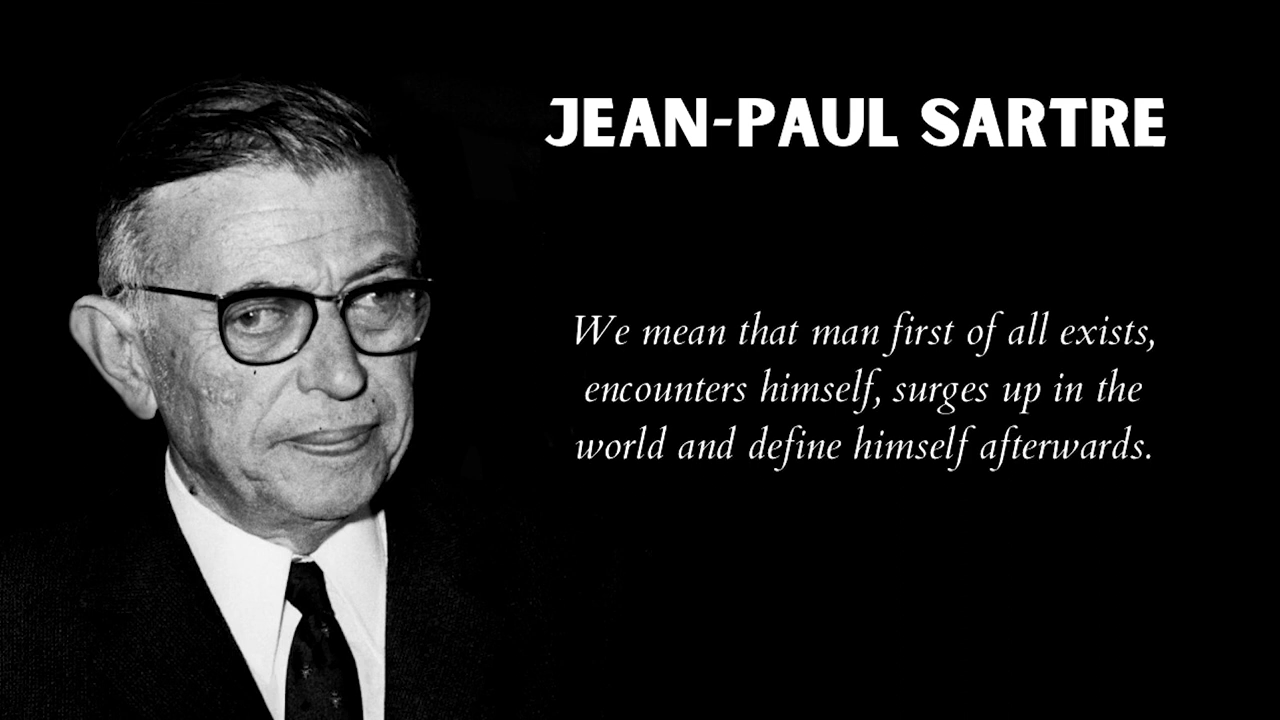 JEAN-PAUL SARTRE
We mean that man first of all exists,
encounters himself, surges up in the
world and define himself afterwards.